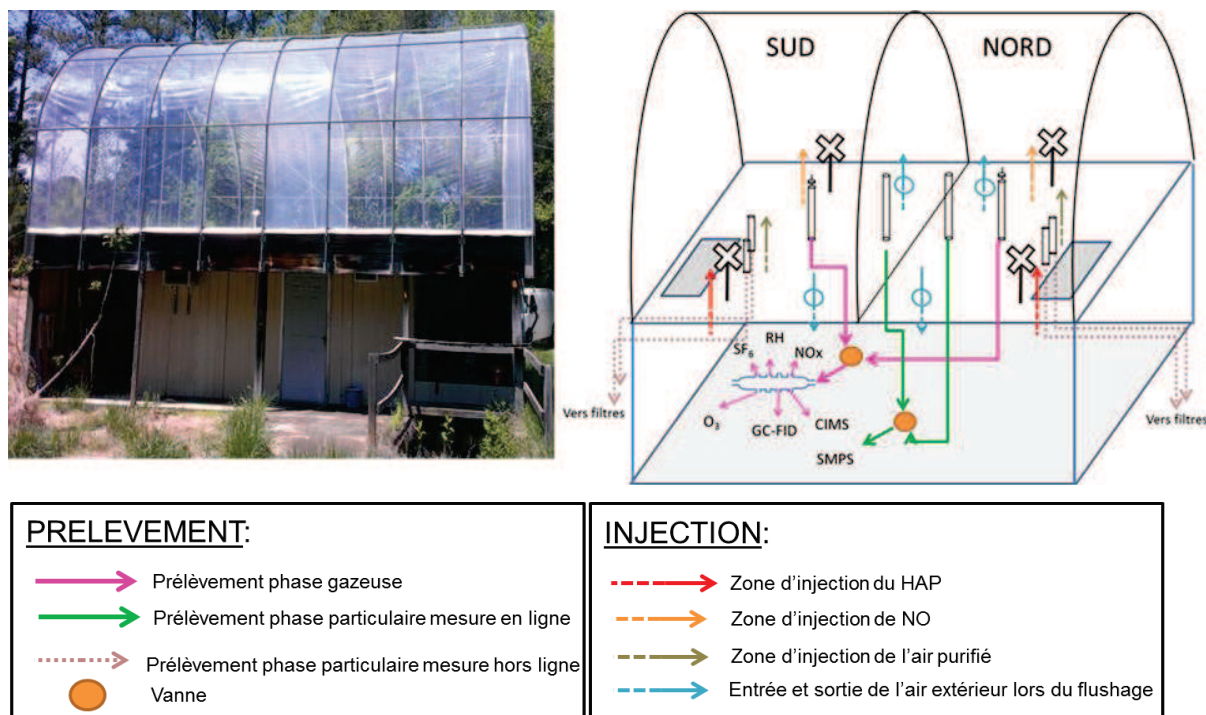 SUD
NORD
SF6
RH
NOx
O3
GC-FID
CIMS
SMPS
Vers filtres
Vers filtres
PRELEVEMENT:
Prélèvement phase gazeuse
Prélèvement phase particulaire mesure en ligne
Prélèvement phase particulaire mesure hors ligne
Vanne
INJECTION:
Zone d'injection du HAP
Zone d'injection de NO
Zone d'injection de l'air purifié
Entrée et sortie de l'air extérieur lors du flushage